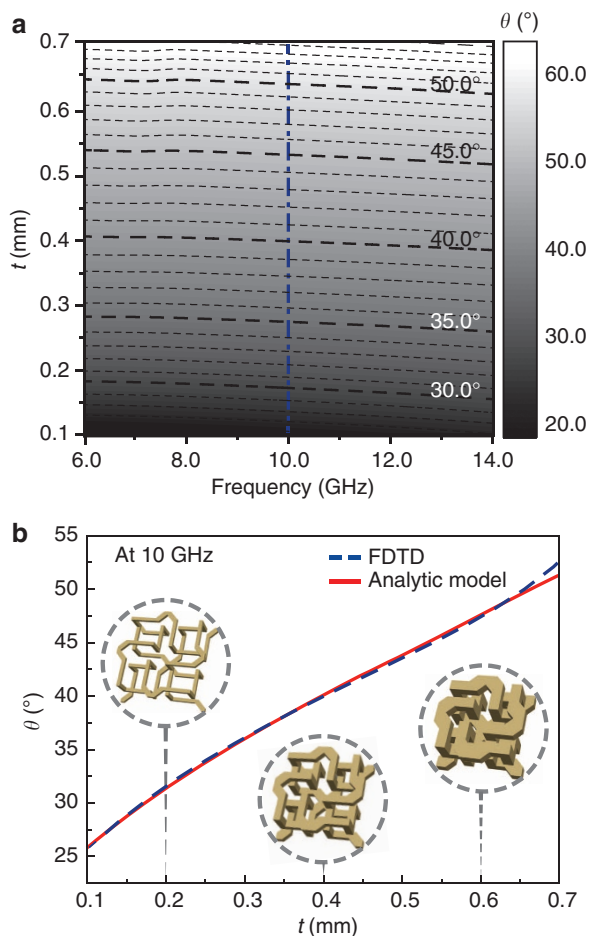 a
θ (°)
0.7
0.6
0.5
0.4
0.3
0.2
0.1
t (mm)
50.0°
45.0°
40.0°
35.0°
30.0°
60.0
50.0
40.0
30.0
20.0
6.0 8.0 10.0 12.0 14.0
Frequency (GHz)
b
At 10 GHz
FDTD
Analytic model
55
50
45
40
35
30
25
θ (°)
0.1 0.2 0.3 0.4 0.5 0.6 0.7
t (mm)